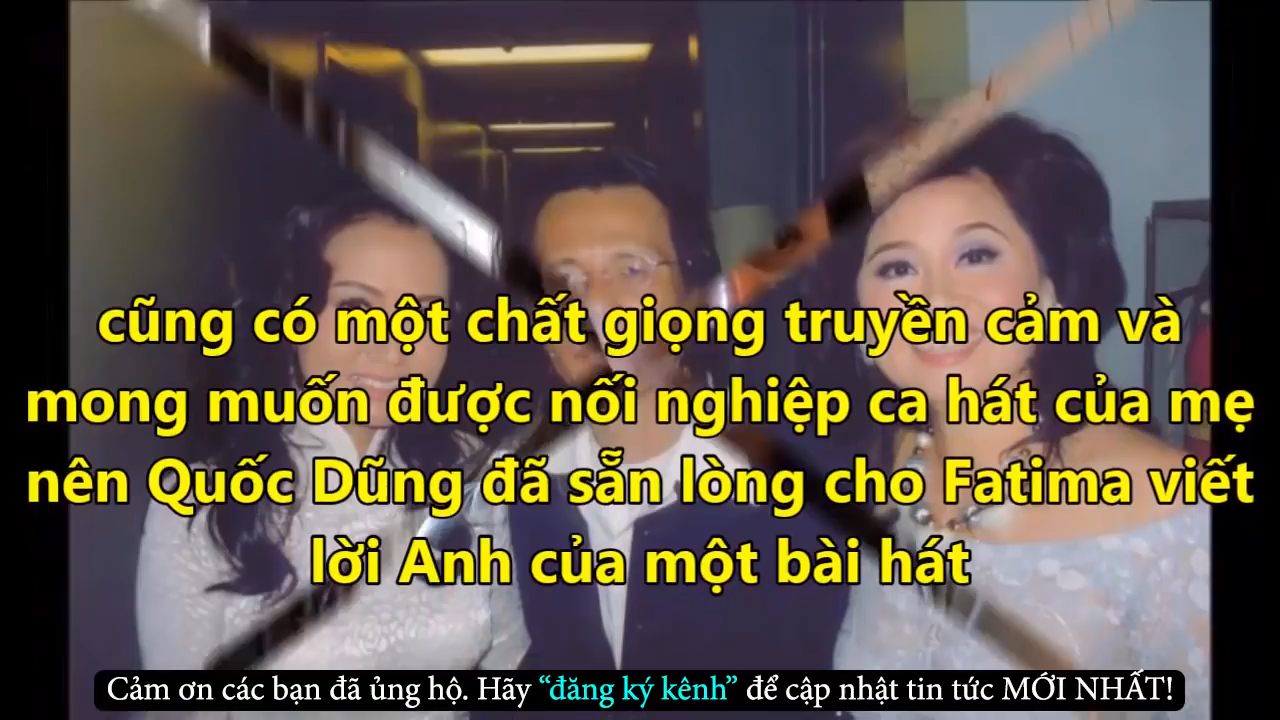 cũng có một chất giọng truyền cảm và
mong muốn được nối nghiệp ca hát của mẹ
nên Quốc Dũng đã sẵn lòng cho Fatima viết
lời Anh của một bài hát
Cảm ơn các bạn đã ủng hộ. Hãy “đăng ký kênh” để cập nhật tin tức MỚI NHẤT!